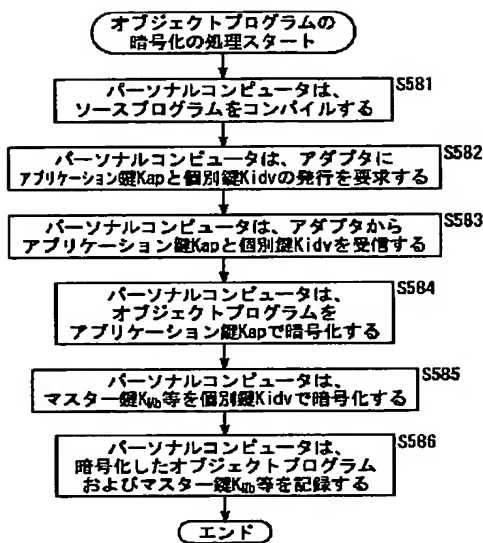 オブジェクトプログラムの
暗号化の処理スタート
S581
パーソナルコンピュータは、
ソースプログラムをコンパイルする
S582
パーソナルコンピュータは、アダプタに
アプリケーション鍵Kapと個別鍵Kidvの発行を要求する
S583
パーソナルコンピュータは、アダプタから
アプリケーション鍵Kapと個別鍵Kidvを受信する
S584
パーソナルコンピュータは、
オブジェクトプログラムを
アプリケーション鍵Kapで暗号化する
S585
パーソナルコンピュータは、
マスター鍵K等を個別鍵Kidvで暗号化する
S586
パーソナルコンピュータは、
暗号化したオブジェクトプログラム
およびマスター鍵K等を記録する
エンド